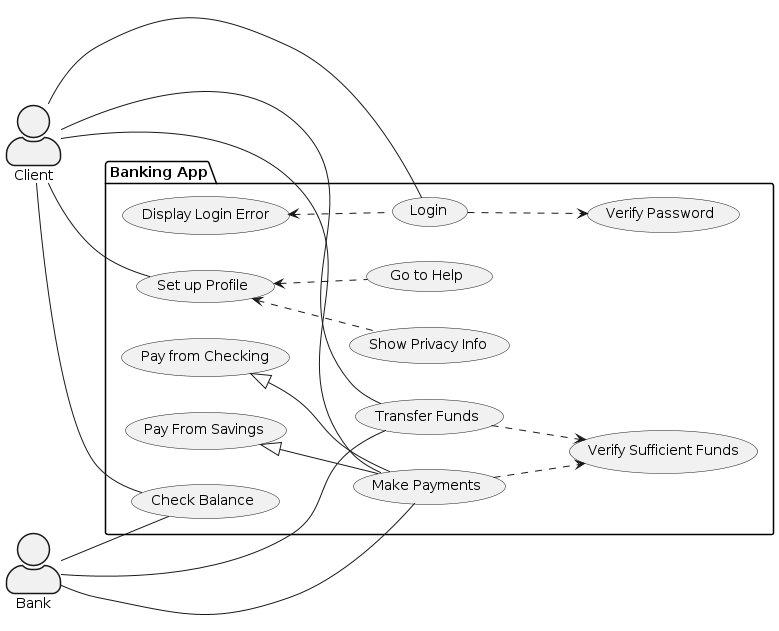 Client
Banking App
Display Login Error
Login
Verify Password
Set up Profile
Go to Help
Show Privacy Info
Pay from Checking
Transfer Funds
Pay From Savings
Verify Sufficient Funds
Make Payments
Check Balance
Bank